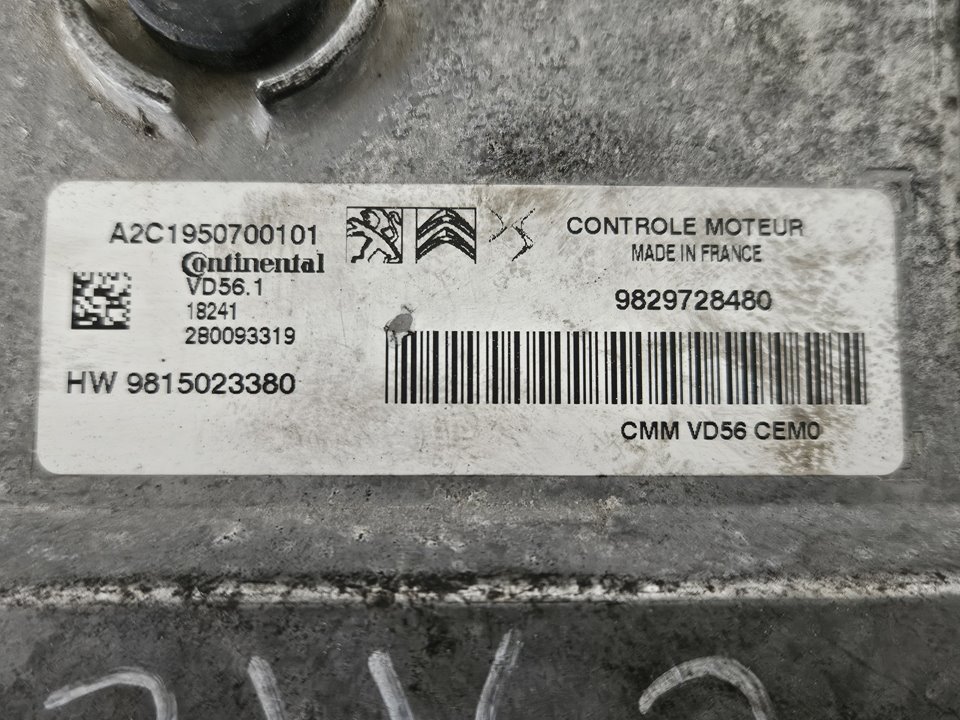 A2C1950700101
Continental
VD56.1
18241
280093319
HW 9815023380
CONTROLE MOTEUR
MADE IN FRANCE
9829728480
CMM VD56 CEM0